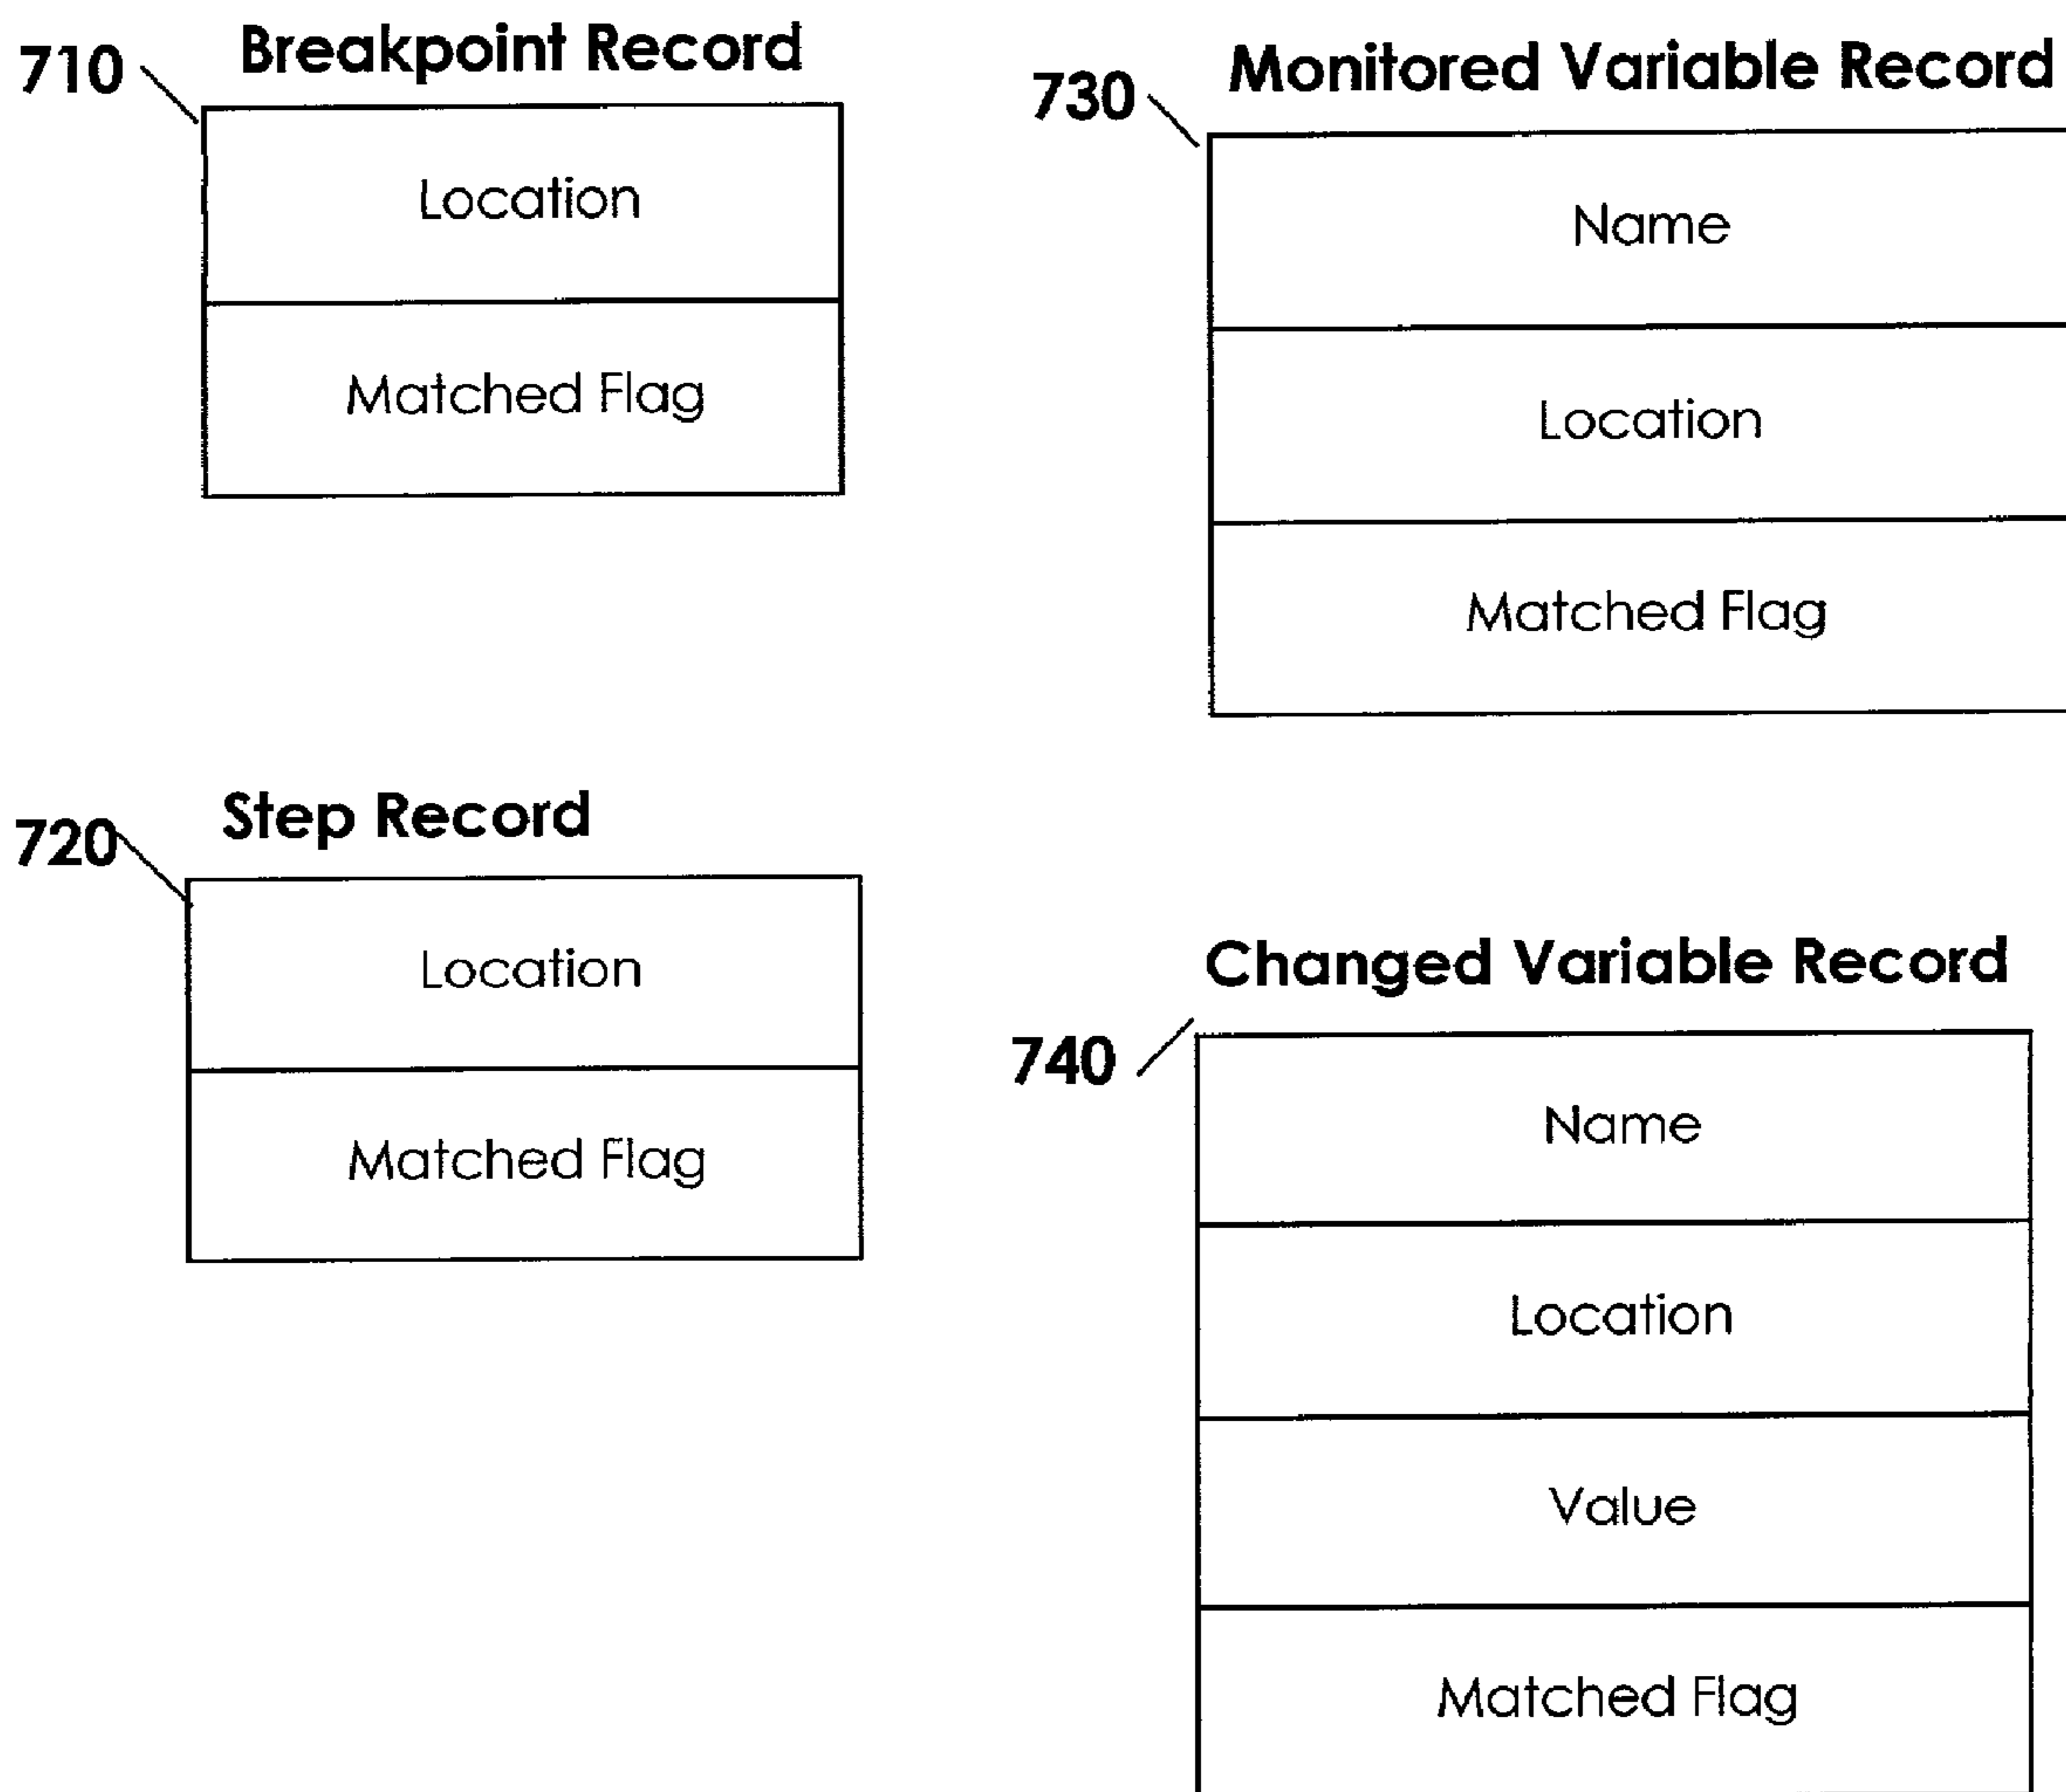 710
Breakpoint Record
Location
Matched Flag
730
Monitored Variable Record
Name
Location
Matched Flag
720
Step Record
Location
Matched Flag
740
Changed Variable Record
Name
Location
Value
Matched Flag